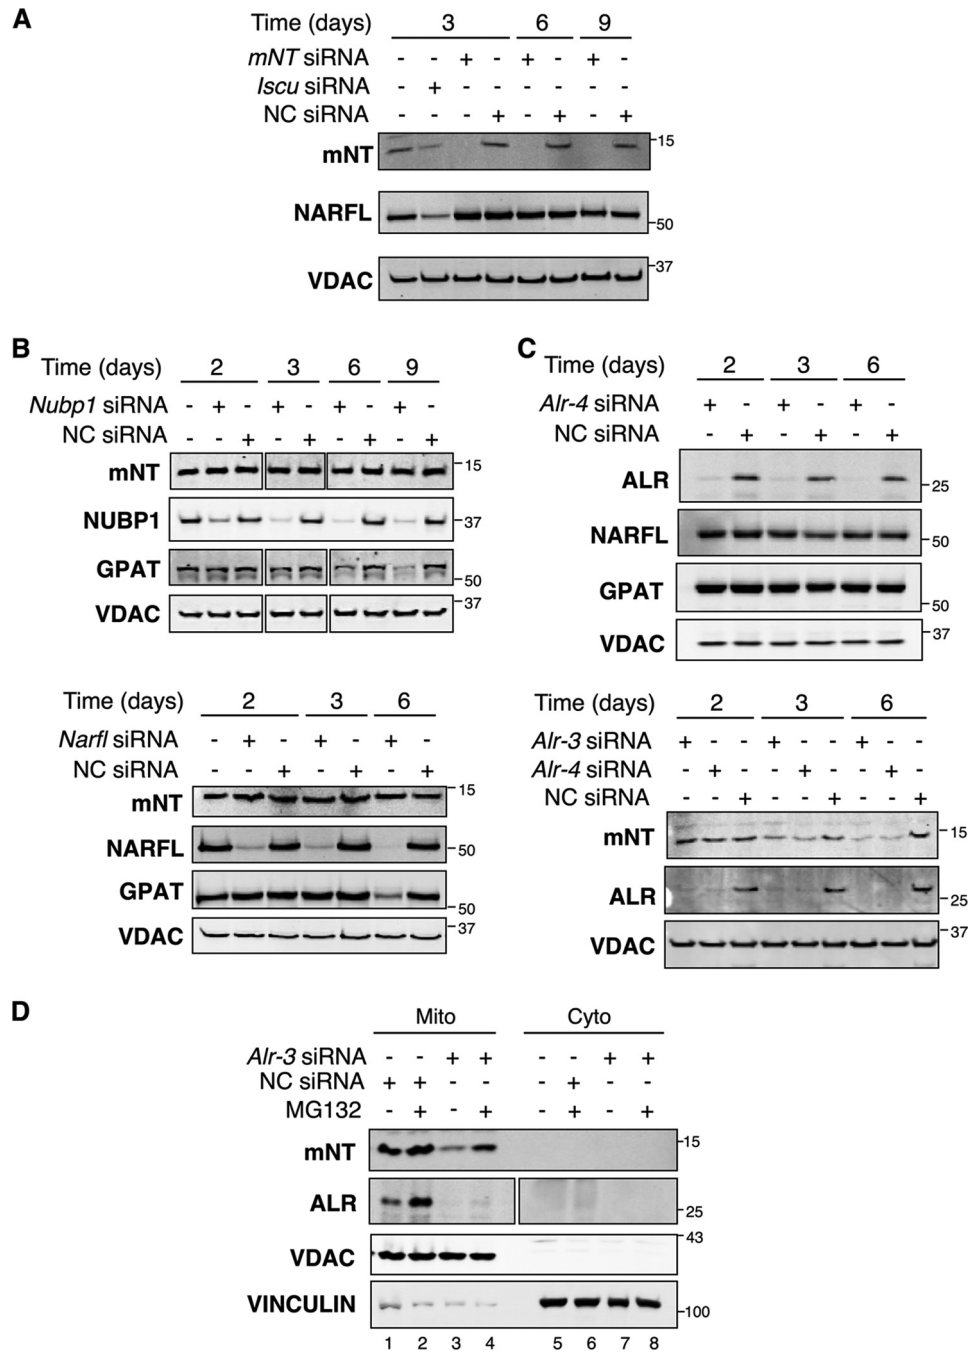 A
Time (days) 3 6 9
mNT siRNA - - + - + - + -
Iscu siRNA - + - - - - - -
NC siRNA - - - + - + - +
mNT 15
NARFL 50
VDAC 37
B
Time (days) 2 3 6 9
Nubp1 siRNA - + - + - + - + -
NC siRNA - - + - + - + - +
mNT 15
NUBP1 37
GPAT 50
VDAC 37
Time (days) 2 3 6
Narfl siRNA - + - + - + -
NC siRNA - - + - + - +
mNT 15
NARFL 50
GPAT 50
VDAC 37
C
Time (days) 2 3 6
Alr-4 siRNA + - + - + -
NC siRNA - + - + - +
ALR 25
NARFL 50
GPAT 50
VDAC 37
Time (days) 2 3 6
Alr-3 siRNA + - - + - - + - -
Alr-4 siRNA - + - - + - - + -
NC siRNA - - + - - + - - +
mNT 15
ALR 25
VDAC 37
D
Mito Cyto
Alr-3 siRNA - - + + - - + +
NC siRNA + + - - - + - -
MG132 - + - + - + - +
mNT 15
ALR 25
VDAC 43
VINCULIN 100
1 2 3 4 5 6 7 8